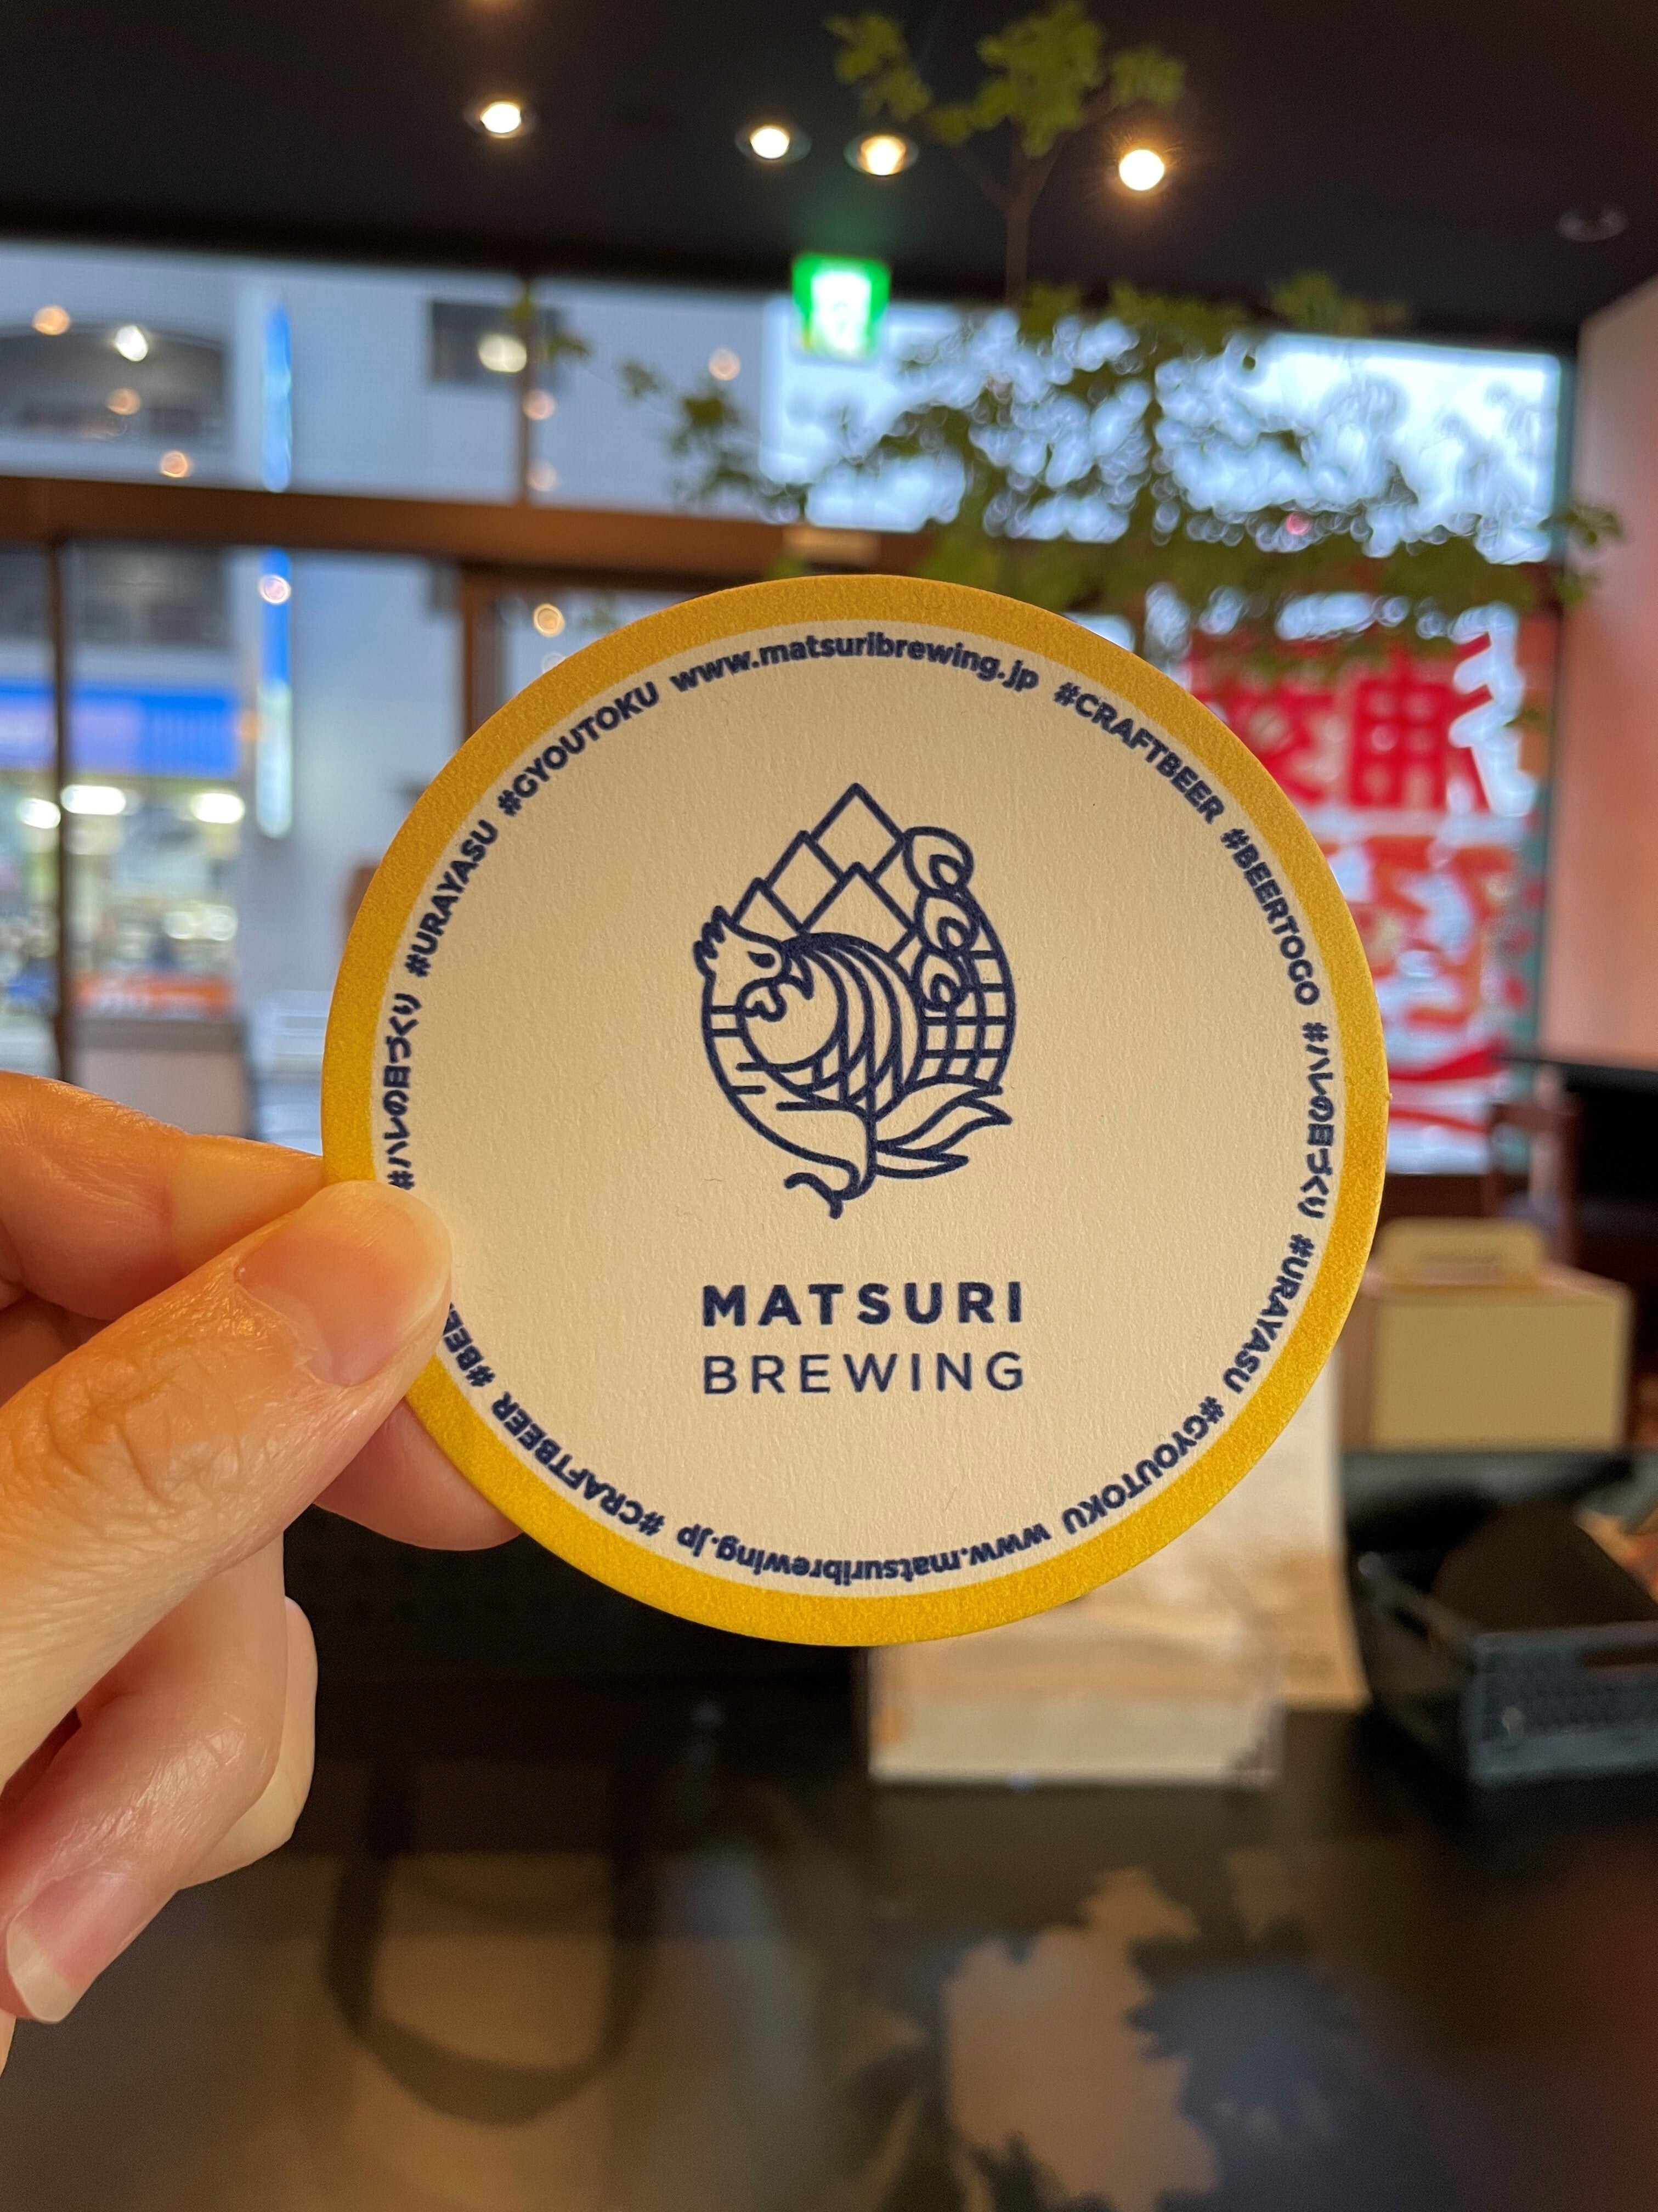 www.matsuribrewing.jp #CRAFTBEER #BEERTOGO #ハレの日づくり #URAYASU #GYOUTOKU www.matsuribrewing.jp #CRAFTBEER #ハレの日づくり #URAYASU #GYOUTOKU
MATSURI
BREWING